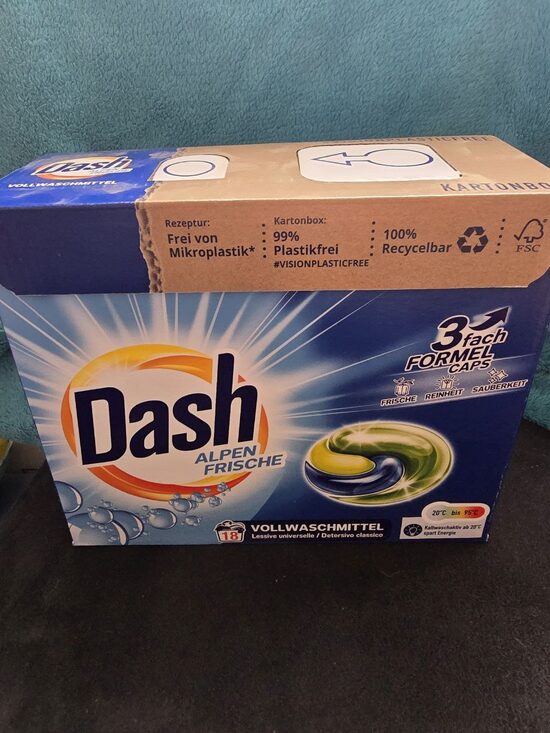 Dash
VOLLWASCHMITTEL
KARTONBO
Rezeptur:
Frei von
Mikroplastik*
Kartonbox:
99%
Plastikfrei
#VISIONPLASTICFREE
100%
Recycelbar
FSC
3fach
FORMEL
CAPS
FRISCHE
REINHEIT
SAUBERKEIT
Dash
ALPEN
FRISCHE
18
VOLLWASCHMITTEL
Lessive universelle / Detersivo classico
20°C bis 95°C
Kaltwaschaktiv ab 20°C
spart Energie